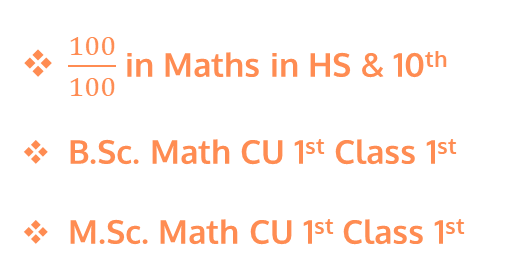 ❖ 100/100 in Maths in HS & 10th
❖ B.Sc. Math CU 1st Class 1st
❖ M.Sc. Math CU 1st Class 1st